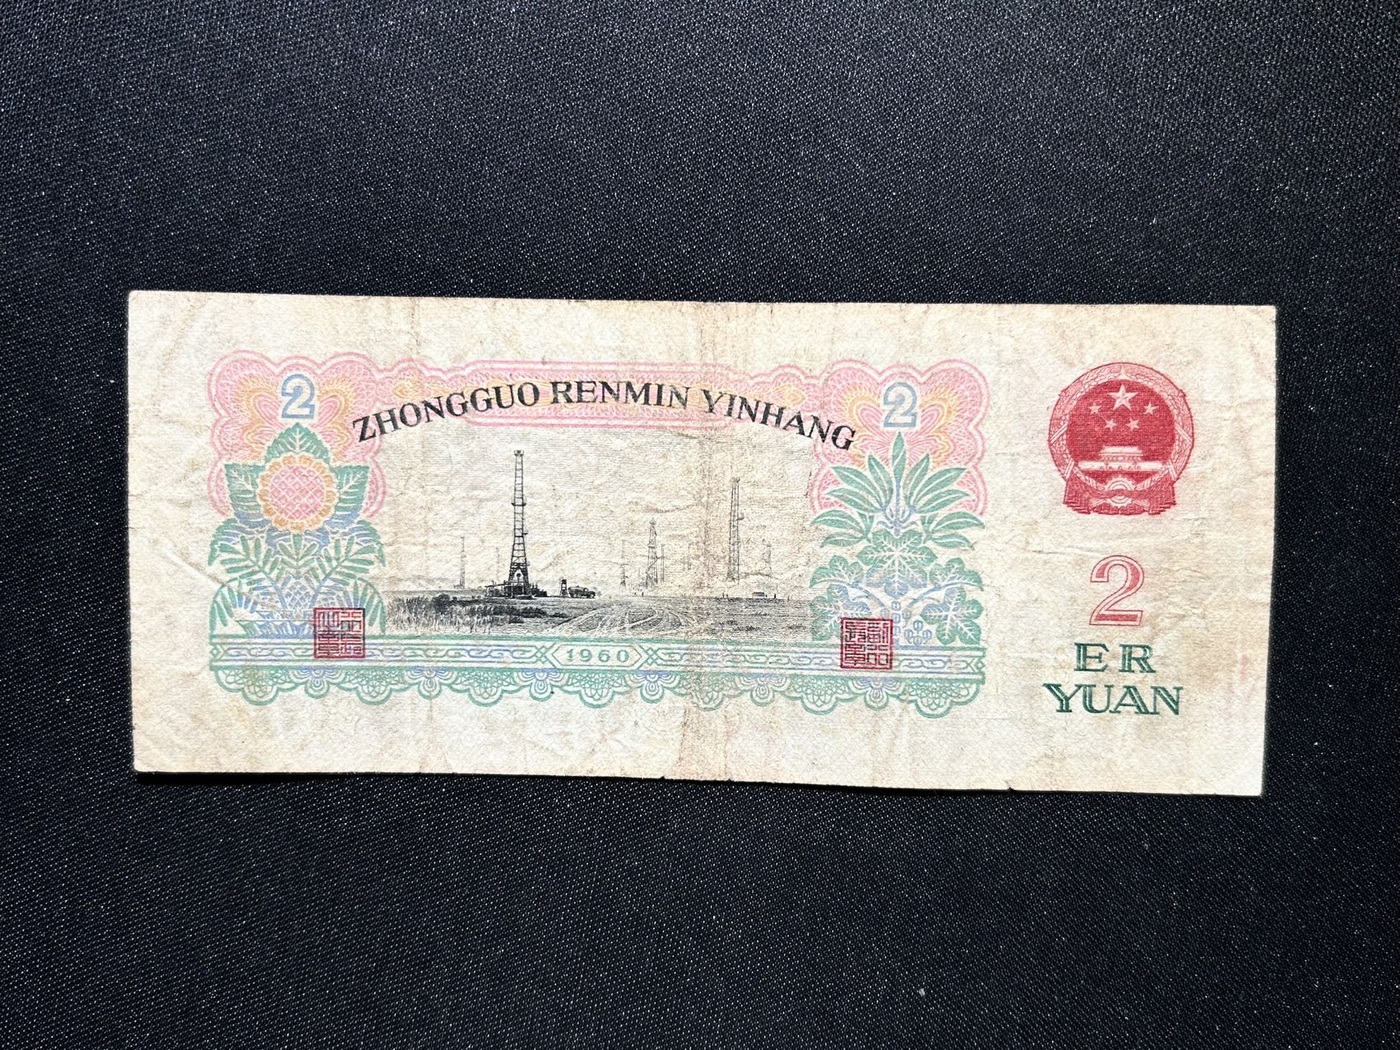 2
ZHONGGUO RENMIN YINHANG
2
2
ER
YUAN
1960